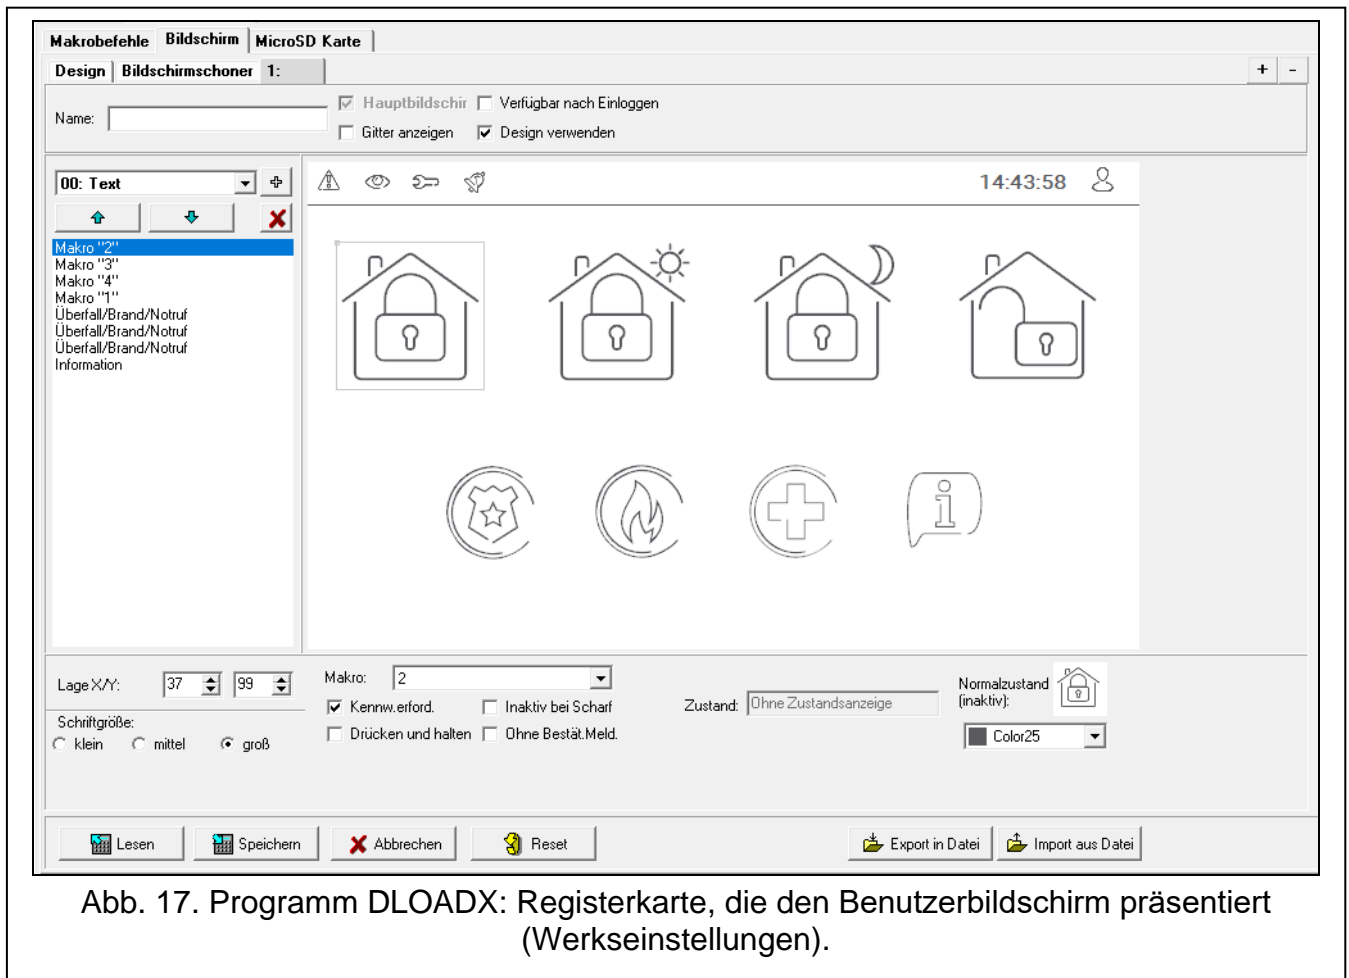 Makrobefehle Bildschirm MicroSD Karte
Design Bildschirmschoner 1: + -
Name: Hauptbildschir Verfügbar nach Einloggen
Gitter anzeigen Design verwenden
00: Text
14:43:58
Makro "2"
Makro "3"
Makro "4"
Makro "1"
Überfall/Brand/Notruf
Überfall/Brand/Notruf
Überfall/Brand/Notruf
Information
Lage X/Y: 37 99
Schriftgröße:
klein mittel groß
Makro: 2
Kennw.erford. Inaktiv bei Scharf
Drücken und halten Ohne Bestät.Meld.
Zustand: Ohne Zustandsanzeige
Normalzustand
(inaktiv):
Color25
Lesen Speichern Abbrechen Reset Export in Datei Import aus Datei
Abb. 17. Programm DLOADX: Registerkarte, die den Benutzerbildschirm präsentiert
(Werkseinstellungen).